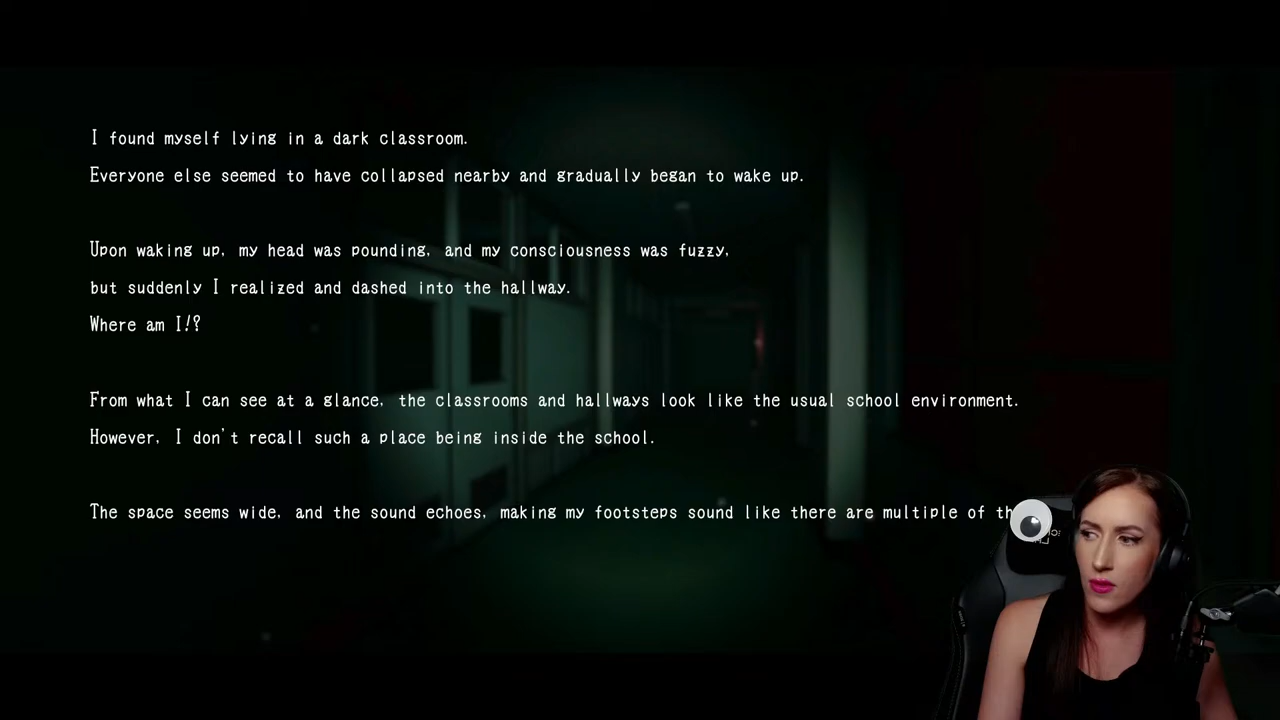 I found myself lying in a dark classroom.
Everyone else seemed to have collapsed nearby and gradually began to wake up.
Upon waking up, my head was pounding, and my consciousness was fuzzy,
but suddenly I realized and dashed into the hallway.
Where am I!?
From what I can see at a glance, the classrooms and hallways look like the usual school environment.
However, I don't recall such a place being inside the school.
The space seems wide, and the sound echoes, making my footsteps sound like there are multiple of